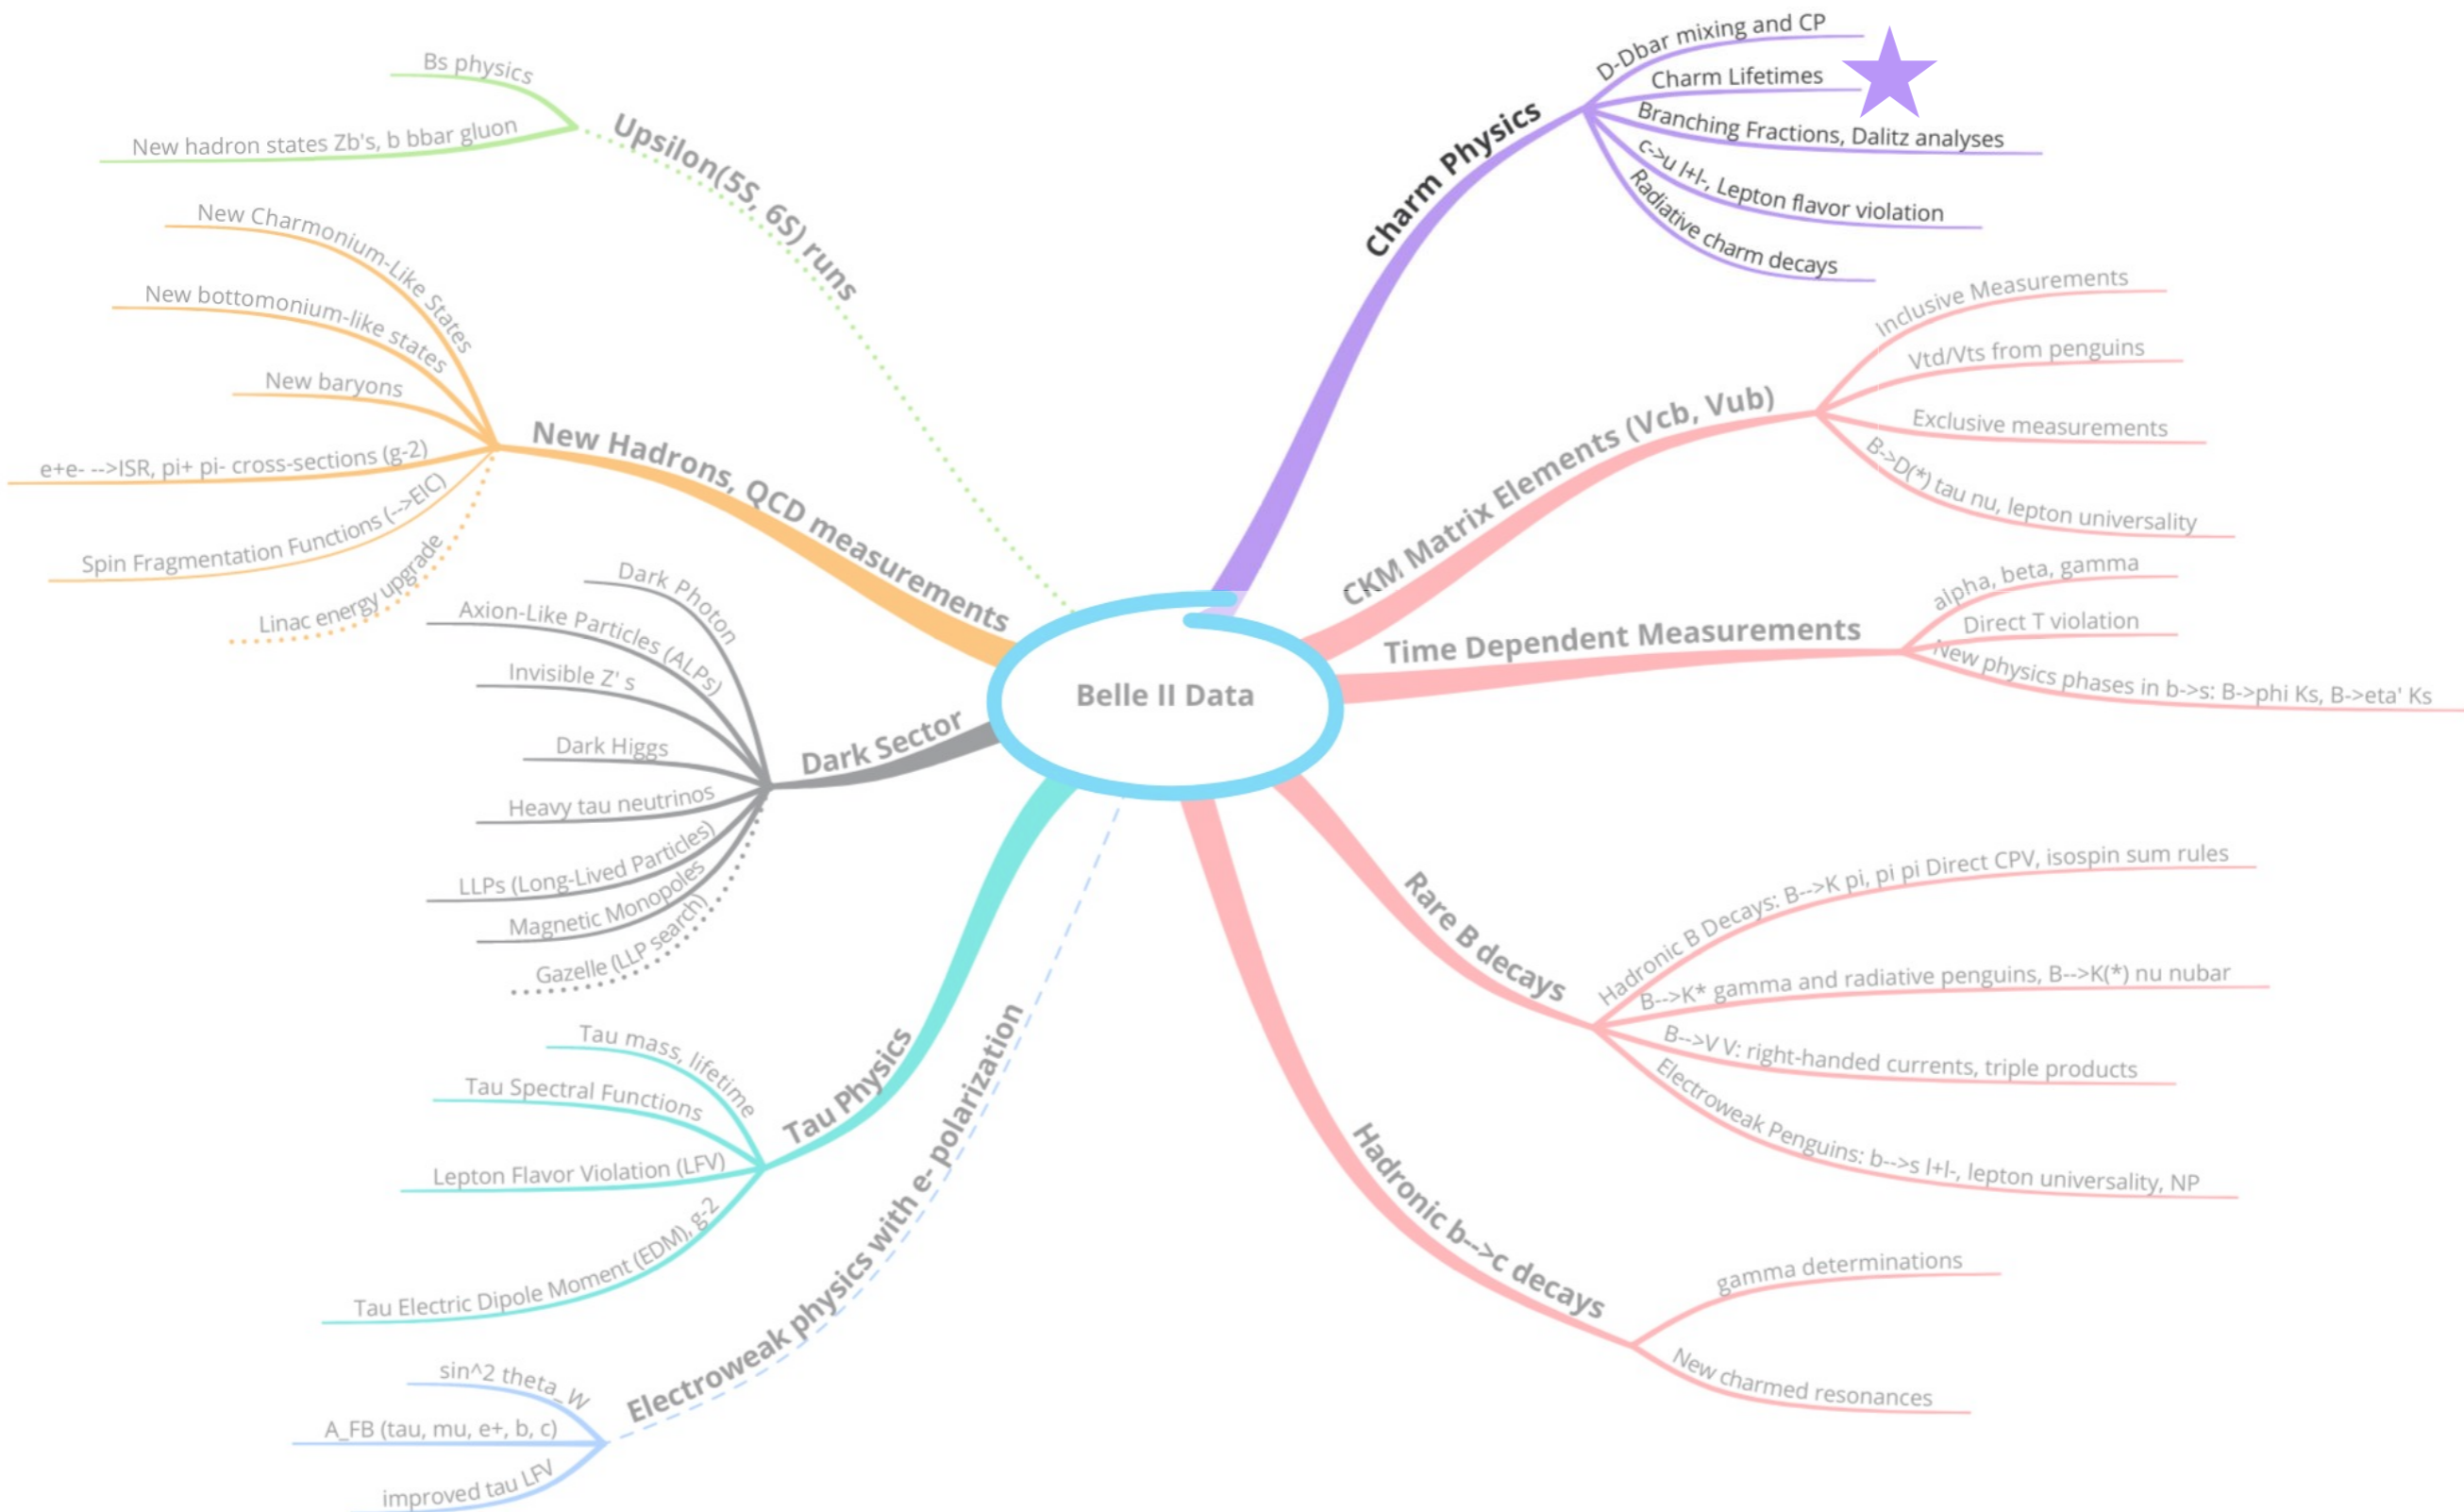 Belle II Data
Charm Physics
D-Dbar mixing and CP
Charm Lifetimes
Branching Fractions, Dalitz analyses
c->u l+l-, Lepton flavor violation
Radiative charm decays
CKM Matrix Elements (Vcb, Vub)
Inclusive Measurements
Vtd/Vts from penguins
Exclusive measurements
B->D(*) tau nu, lepton universality
Time Dependent Measurements
alpha, beta, gamma
Direct T violation
New physics phases in b->s: B->phi Ks, B->eta' Ks
Rare B decays
Hadronic B Decays: B-->K pi, pi pi Direct CPV, isospin sum rules
B-->K* gamma and radiative penguins, B-->K(*) nu nubar
B-->V V: right-handed currents, triple products
Electroweak Penguins: b-->s l+l-, lepton universality, NP
Hadronic b-->c decays
gamma determinations
New charmed resonances
Upsilon(5S, 6S) runs
Bs physics
New hadron states Zb's, b bbar gluon
New Hadrons, QCD measurements
New Charmonium-Like States
New bottomonium-like states
New baryons
e+e- -->ISR, pi+ pi- cross-sections (g-2)
Spin Fragmentation Functions (-->EIC)
Linac energy upgrade
Dark Sector
Dark Photon
Axion-Like Particles (ALPs)
Invisible Z' s
Dark Higgs
Heavy tau neutrinos
LLPs (Long-Lived Particles)
Magnetic Monopoles
Gazelle (LLP search)
Tau Physics
Tau mass, lifetime
Tau Spectral Functions
Lepton Flavor Violation (LFV)
Tau Electric Dipole Moment (EDM), g-2
Electroweak physics with e- polarization
sin^2 theta_W
A_FB (tau, mu, e+, b, c)
improved tau LFV